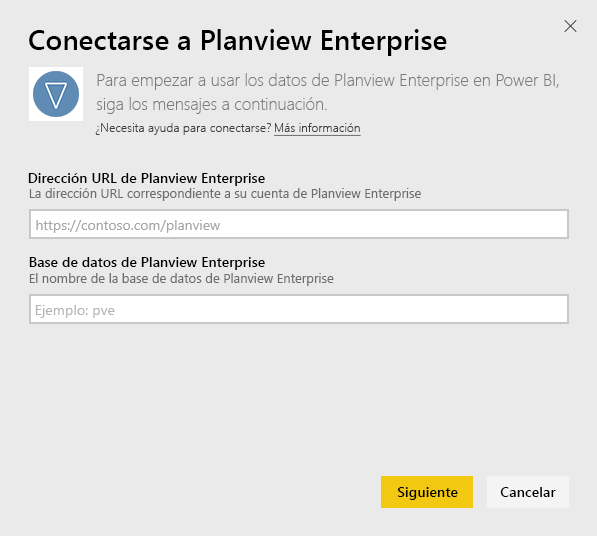 Conectarse a Planview Enterprise
Para empezar a usar los datos de Planview Enterprise en Power BI,
siga los mensajes a continuación.
¿Necesita ayuda para conectarse? Más información
Dirección URL de Planview Enterprise
La dirección URL correspondiente a su cuenta de Planview Enterprise
https://contoso.com/planview
Base de datos de Planview Enterprise
El nombre de la base de datos de Planview Enterprise
Ejemplo: pve
Siguiente
Cancelar